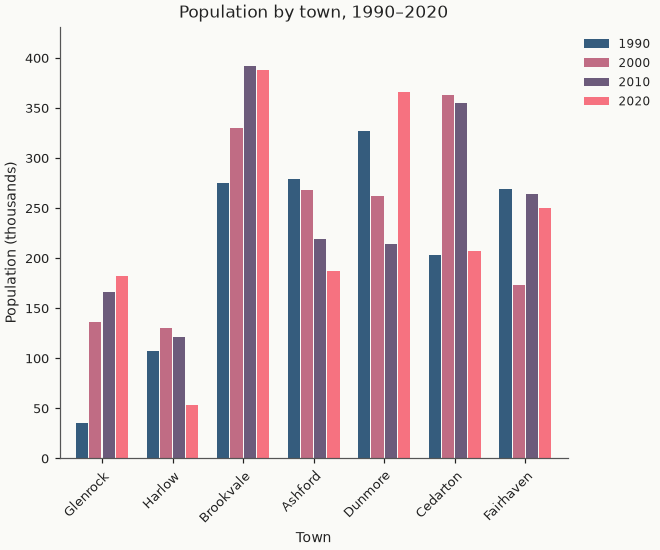 Population by town, 1990–2020
1990
2000
2010
2020
Population (thousands)
400
350
300
250
200
150
100
50
0
Glenrock
Harlow
Brookvale
Ashford
Dunmore
Cedarton
Fairhaven
Town